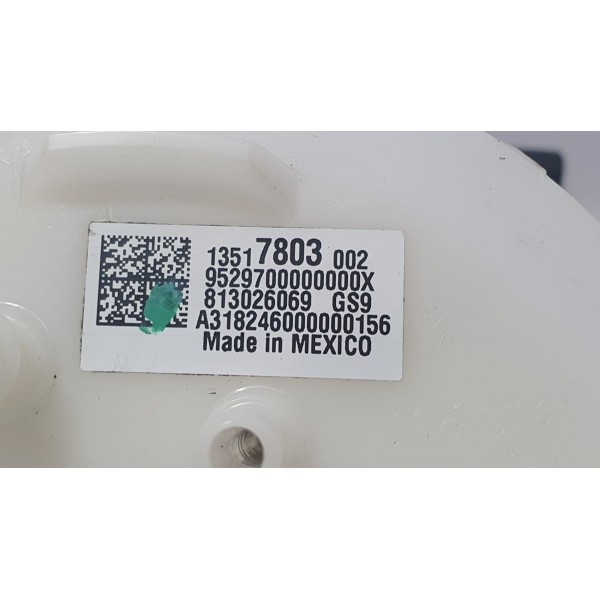 13517803 002
9529700000000X
813026069 GS9
A318246000000156
Made in MEXICO